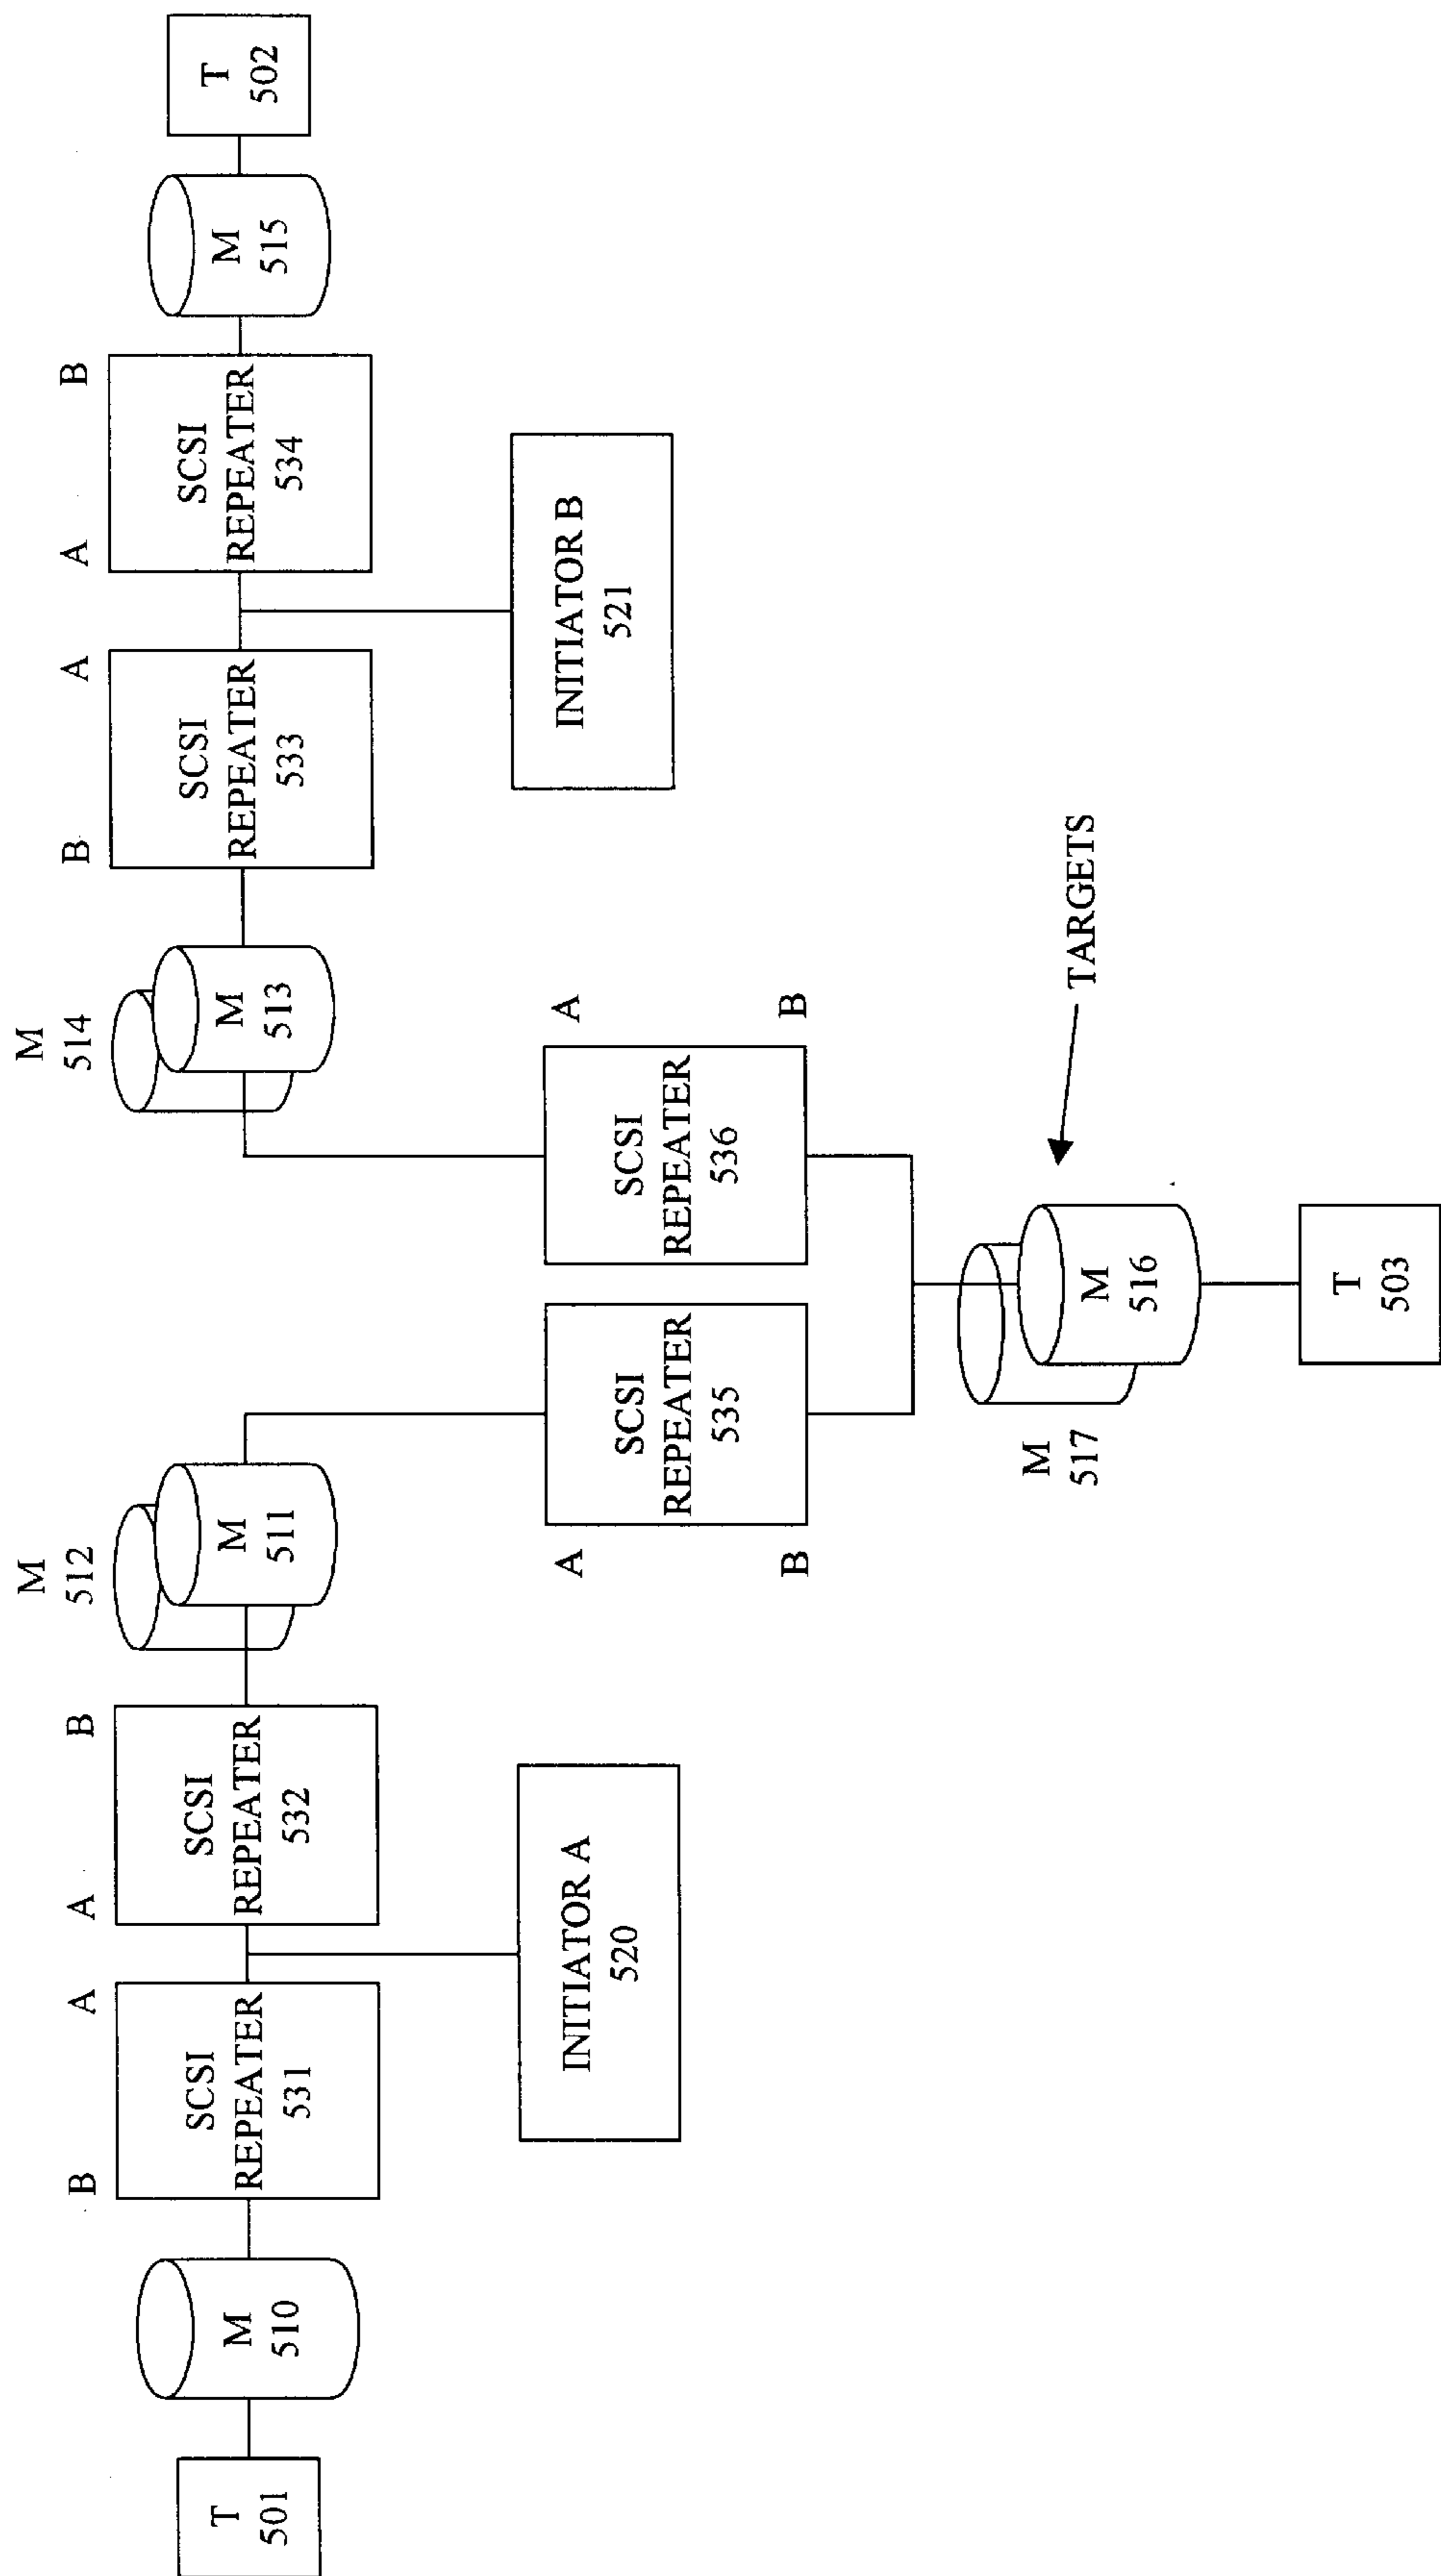 M
512
M
514
B
A
A
B
B
A
A
B
T
501
M
510
SCSI
REPEATER
531
SCSI
REPEATER
532
M
511
M
513
SCSI
REPEATER
533
SCSI
REPEATER
534
M
515
T
502
INITIATOR A
520
INITIATOR B
521
A
A
SCSI
REPEATER
535
SCSI
REPEATER
536
B
B
M
517
M
516
TARGETS
T
503